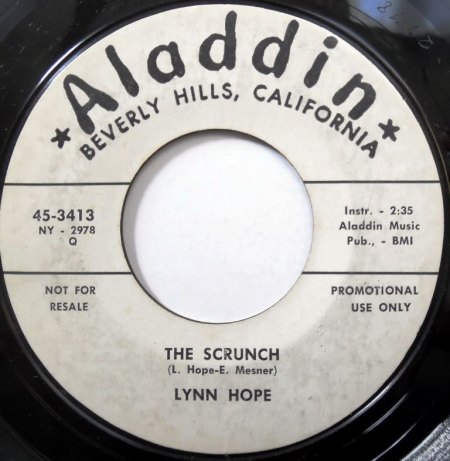 *Aladdin*
BEVERLY HILLS, CALIFORNIA
45-3413
NY - 2978
Q
Instr. - 2:35
Aladdin Music
Pub., - BMI
NOT FOR
RESALE
PROMOTIONAL
USE ONLY
THE SCRUNCH
(L. Hope-E. Mesner)
LYNN HOPE